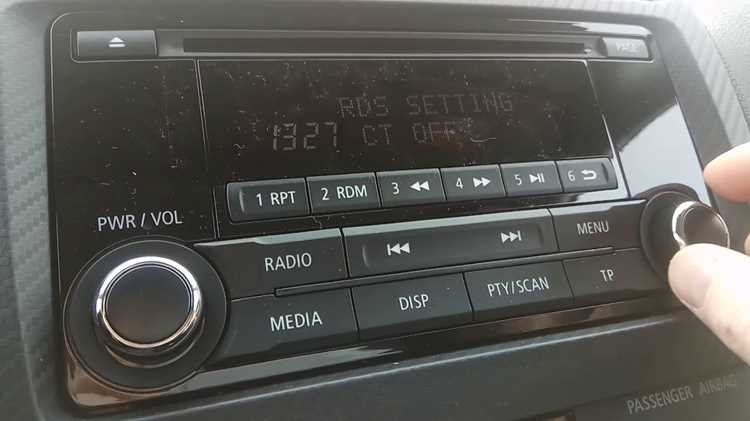 PAGE
RDS SETTING
1327 CT OFF
1 RPT 2 RDM 3 4 5 6
PWR / VOL
RADIO MENU
MEDIA DISP PTY/SCAN TP
PASSENGER AIRBAG